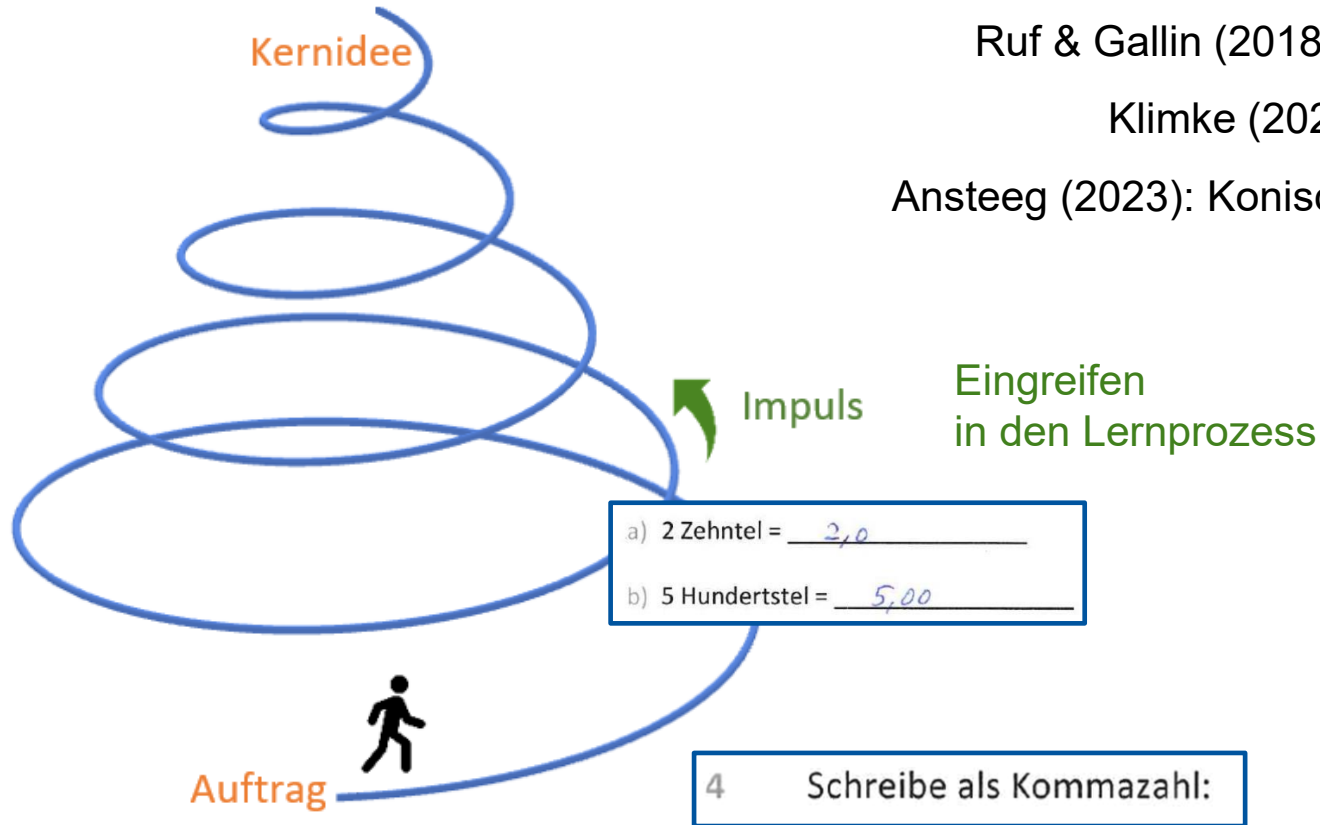 Kernidee
Ruf & Gallin (2018
Klimke (202
Ansteeg (2023): Konisc
Impuls
Eingreifen
in den Lernprozess
a) 2 Zehntel = 2,0
b) 5 Hundertstel = 5,00
Auftrag
4 Schreibe als Kommazahl: